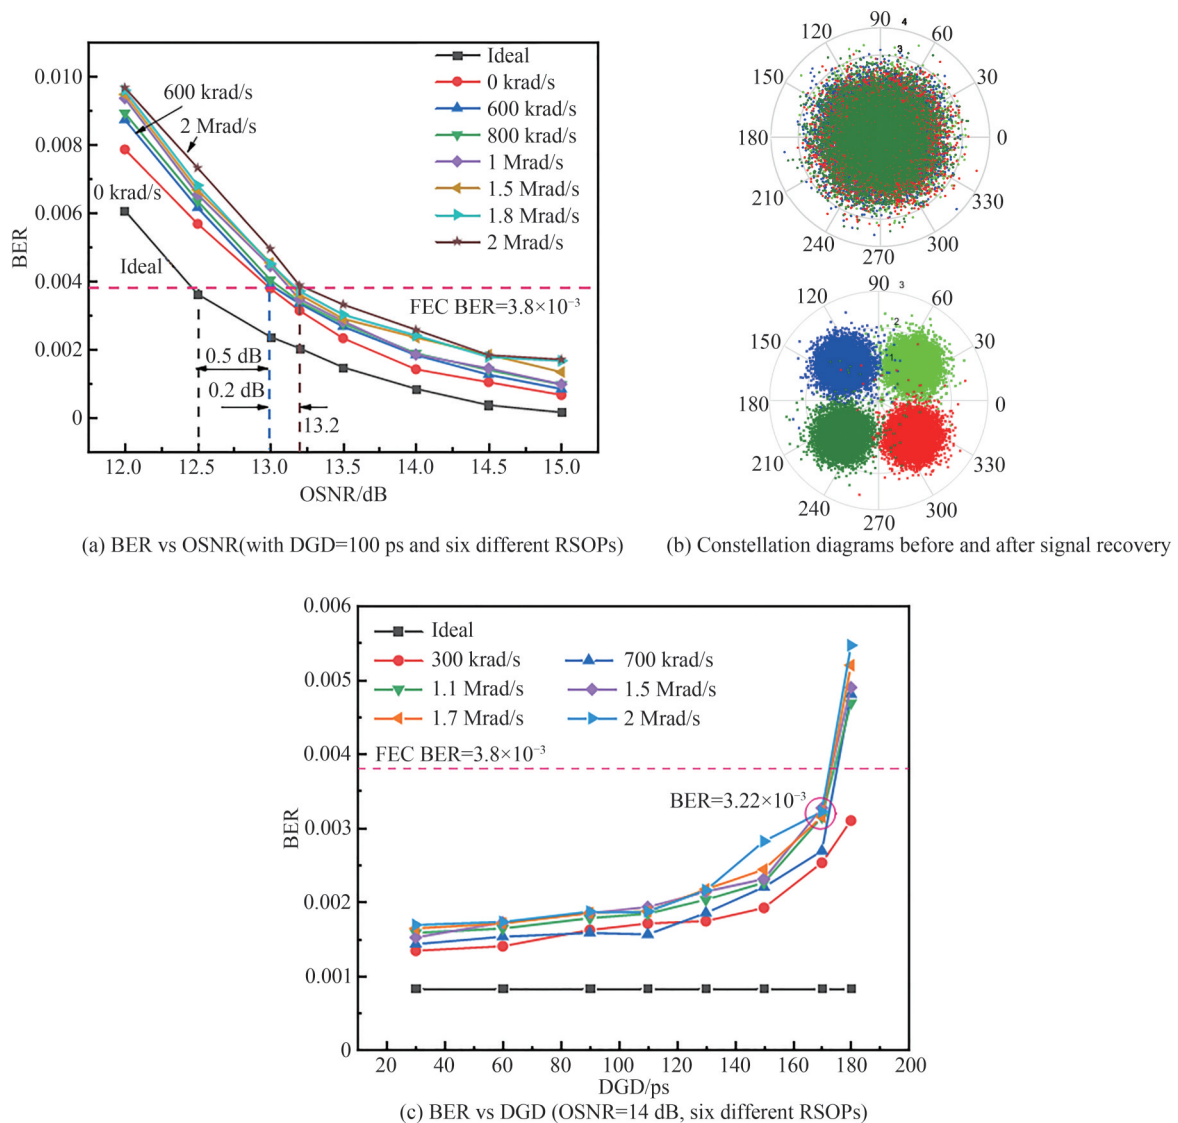 0.010
0.008
0.006
0.004
0.002
0
BER
12.0 12.5 13.0 13.5 14.0 14.5 15.0
OSNR/dB
Ideal
0 krad/s
600 krad/s
800 krad/s
1 Mrad/s
1.5 Mrad/s
1.8 Mrad/s
2 Mrad/s
600 krad/s
2 Mrad/s
0 krad/s
Ideal
FEC BER=3.8×10⁻³
0.5 dB
0.2 dB
13.2
(a) BER vs OSNR(with DGD=100 ps and six different RSOPs)
90 4
120 60
3
150 30
180 0
210 330
240 300
270
90 3
120 60
2
150 30
1
180 0
210 330
240 300
270
(b) Constellation diagrams before and after signal recovery
0.006
0.005
0.004
0.003
0.002
0.001
0
BER
20 40 60 80 100 120 140 160 180 200
DGD/ps
Ideal
300 krad/s 700 krad/s
1.1 Mrad/s 1.5 Mrad/s
1.7 Mrad/s 2 Mrad/s
FEC BER=3.8×10⁻³
BER=3.22×10⁻³
(c) BER vs DGD (OSNR=14 dB, six different RSOPs)